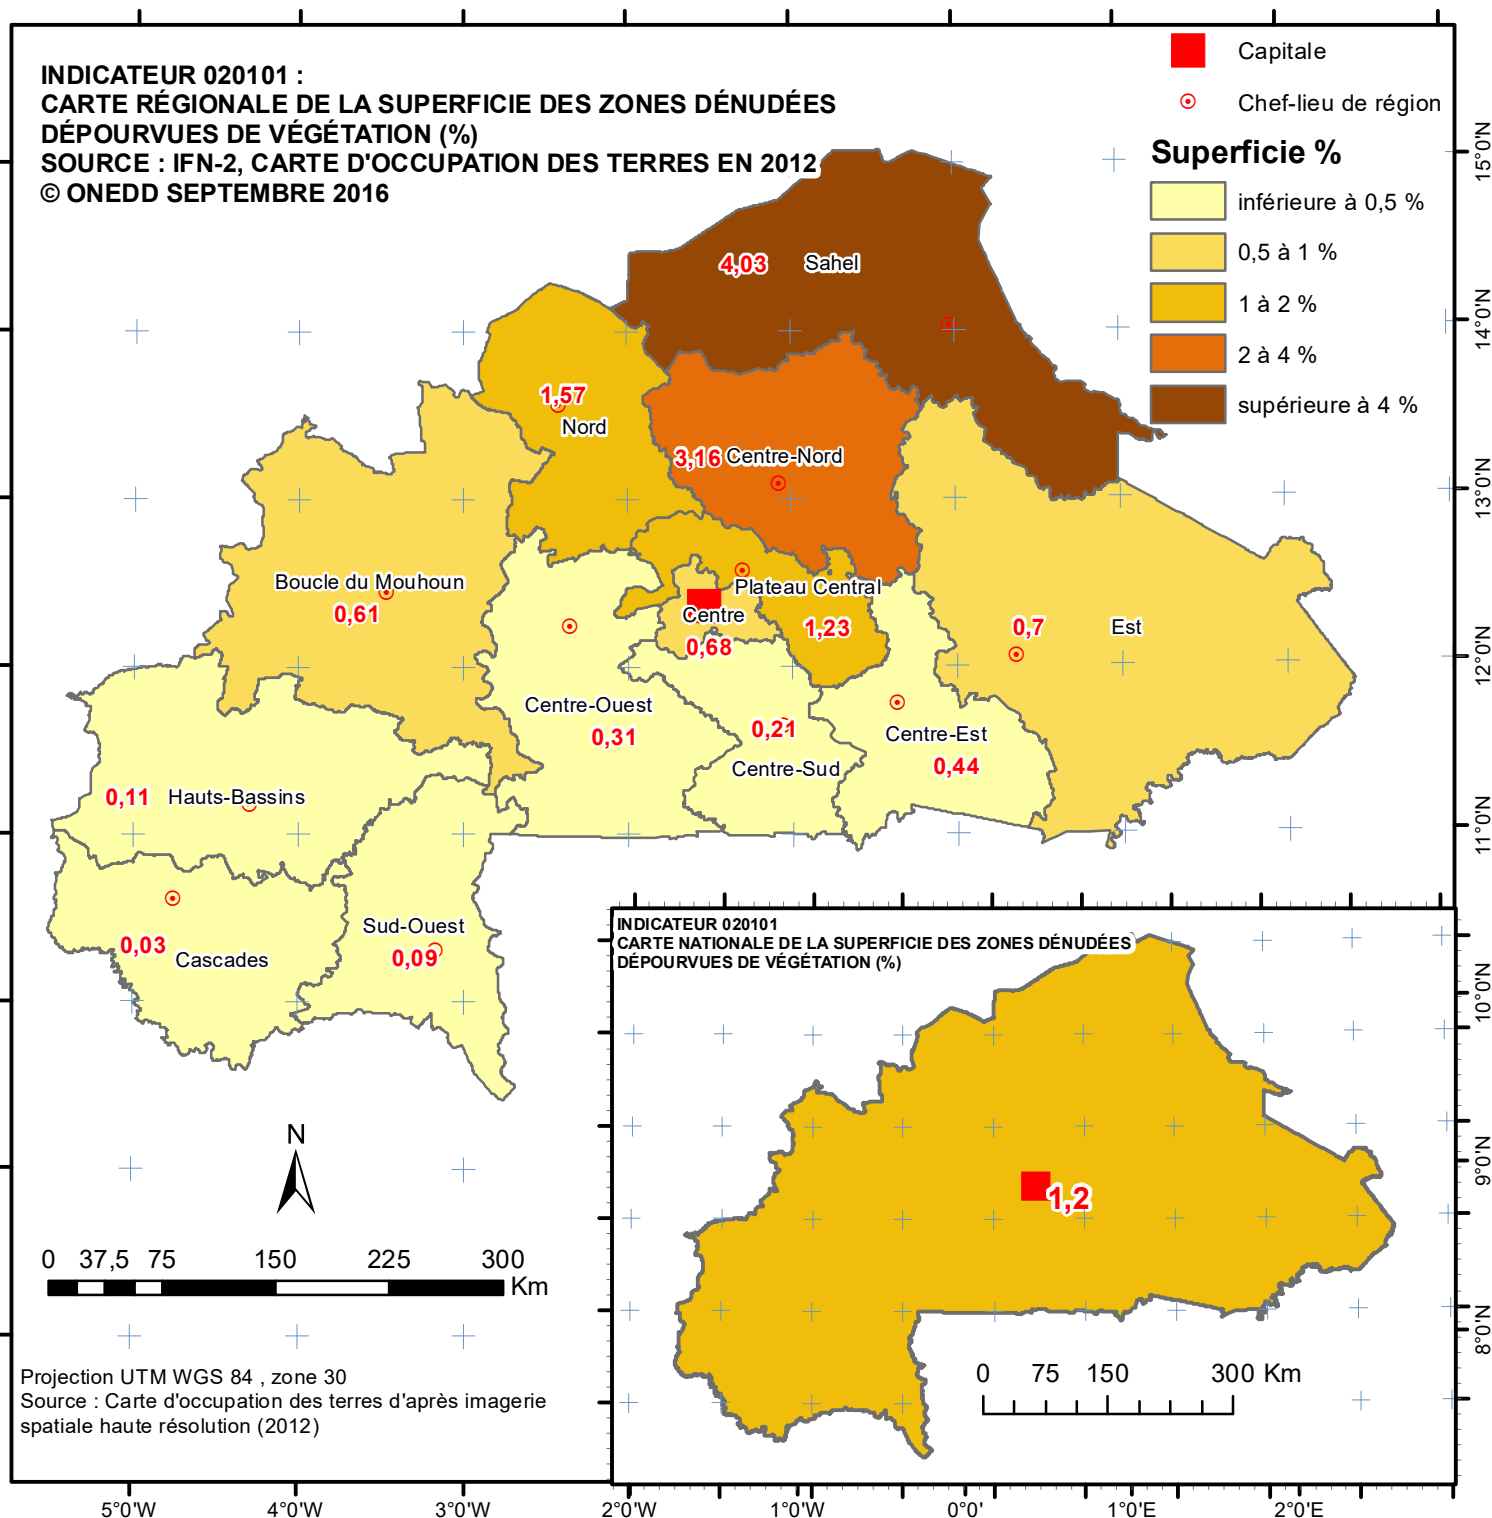 INDICATEUR 020101 :
CARTE RÉGIONALE DE LA SUPERFICIE DES ZONES DÉNUDÉES
DÉPOURVUES DE VÉGÉTATION (%)
SOURCE : IFN-2, CARTE D'OCCUPATION DES TERRES EN 2012
© ONEDD SEPTEMBRE 2016
Capitale
Chef-lieu de région
Superficie %
inférieure à 0,5 %
0,5 à 1 %
1 à 2 %
2 à 4 %
supérieure à 4 %
4,03 Sahel
1,57
Nord
3,16 Centre-Nord
Boucle du Mouhoun
0,61
Plateau Central
1,23
Centre
0,68
0,7 Est
Centre-Ouest
0,31
0,21
Centre-Sud
Centre-Est
0,44
0,11 Hauts-Bassins
0,03
Cascades
Sud-Ouest
0,09
15°0'N
14°0'N
13°0'N
12°0'N
11°0'N
10°0'N
9°0'N
8°0'N
INDICATEUR 020101
CARTE NATIONALE DE LA SUPERFICIE DES ZONES DÉNUDÉES
DÉPOURVUES DE VÉGÉTATION (%)
1,2
0 75 150 300 Km
N
0 37,5 75 150 225 300
Km
Projection UTM WGS 84 , zone 30
Source : Carte d'occupation des terres d'après imagerie
spatiale haute résolution (2012)
5°0'W 4°0'W 3°0'W 2°0'W 1°0'W 0°0' 1°0'E 2°0'E